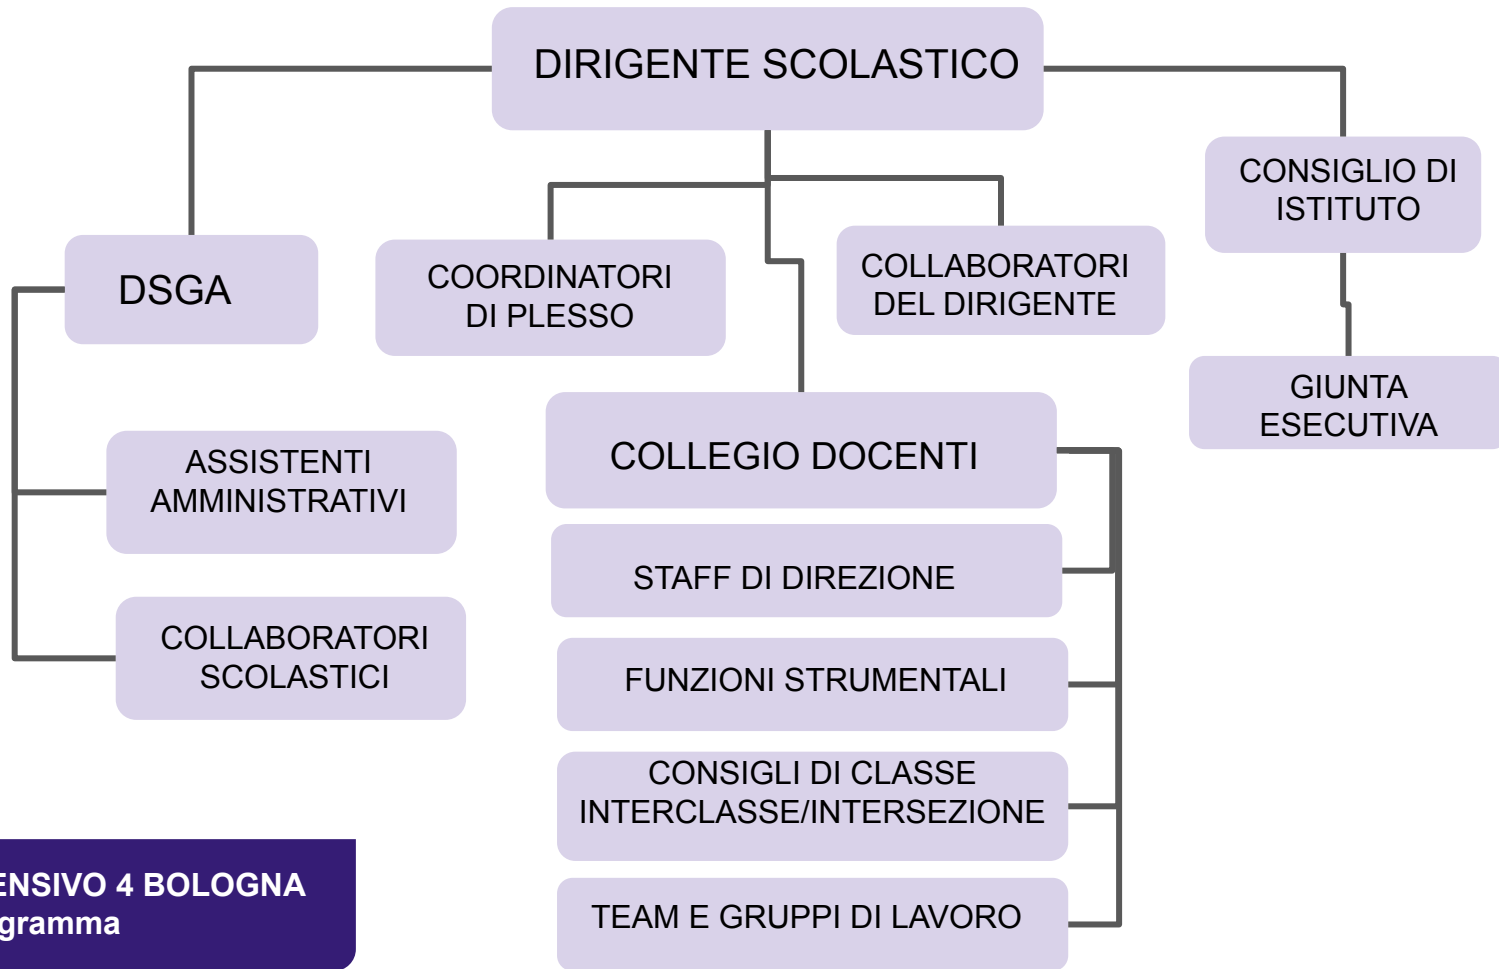 DIRIGENTE SCOLASTICO
CONSIGLIO DI
ISTITUTO
DSGA
COORDINATORI
DI PLESSO
COLLABORATORI
DEL DIRIGENTE
GIUNTA
ESECUTIVA
COLLEGIO DOCENTI
ASSISTENTI
AMMINISTRATIVI
STAFF DI DIREZIONE
COLLABORATORI
SCOLASTICI
FUNZIONI STRUMENTALI
CONSIGLI DI CLASSE
INTERCLASSE/INTERSEZIONE
TEAM E GRUPPI DI LAVORO
ENSIVO 4 BOLOGNA
gramma